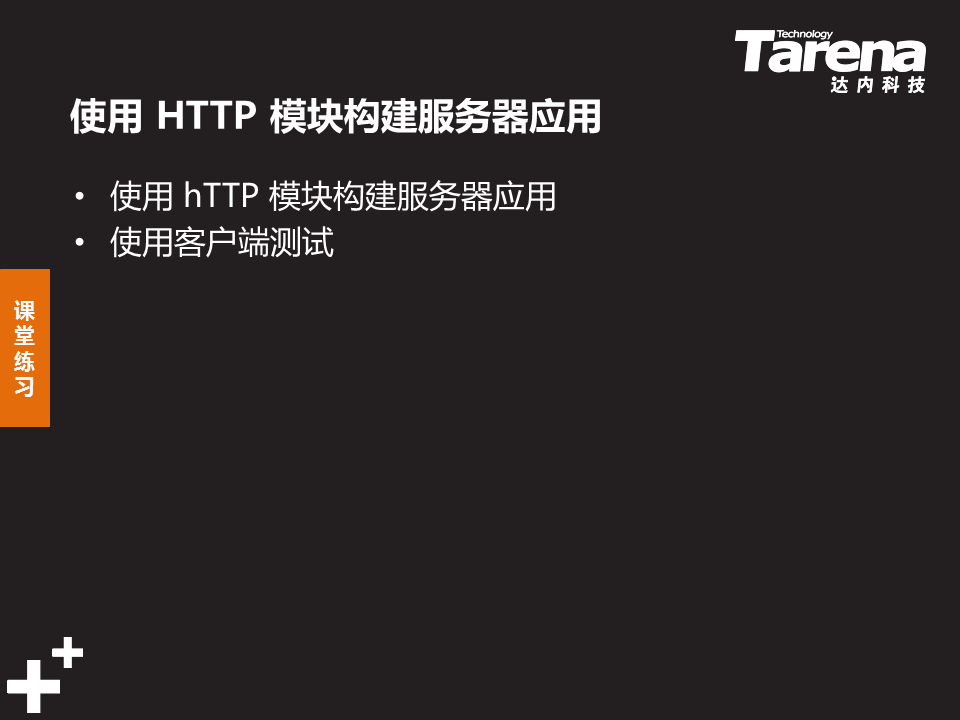 Technology
Tarena
达内科技
使用 HTTP 模块构建服务器应用
• 使用 hTTP 模块构建服务器应用
• 使用客户端测试
课
堂
练
习